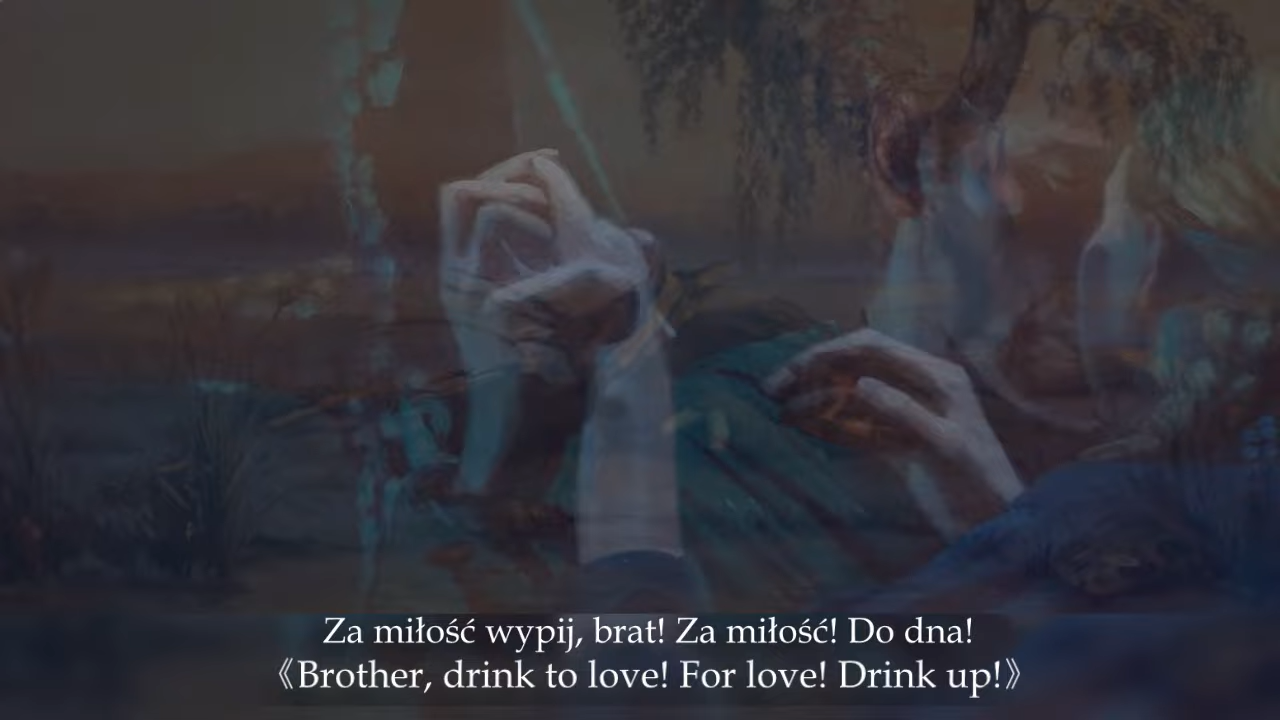 Za miłość wypij, brat! Za miłość! Do dna!
《Brother, drink to love! For love! Drink up!》